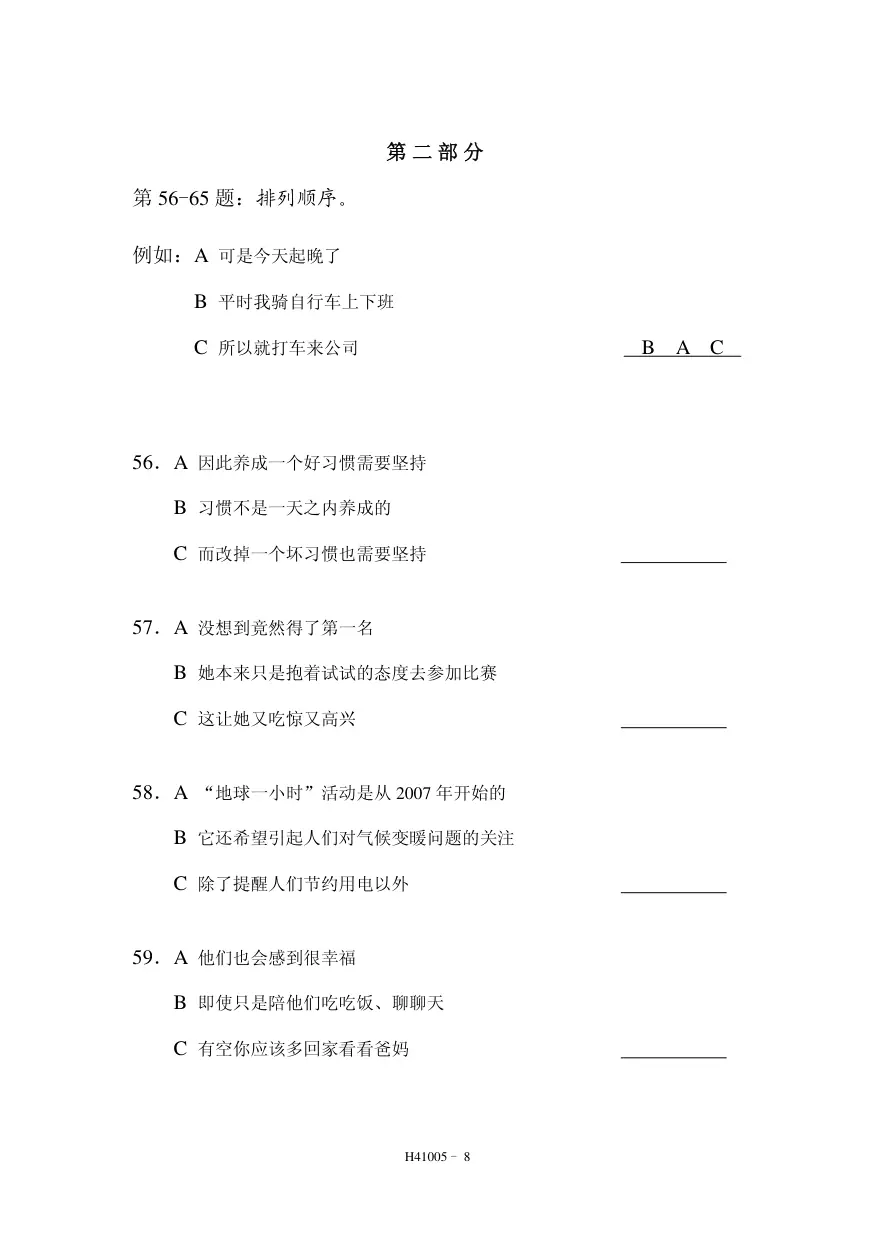 第 二 部 分
第 56-65 题：排列顺序。
例如：A 可是今天起晚了
B 平时我骑自行车上下班
C 所以就打车来公司 B A C
56．A 因此养成一个好习惯需要坚持
B 习惯不是一天之内养成的
C 而改掉一个坏习惯也需要坚持
57．A 没想到竟然得了第一名
B 她本来只是抱着试试的态度去参加比赛
C 这让她又吃惊又高兴
58．A “地球一小时”活动是从 2007 年开始的
B 它还希望引起人们对气候变暖问题的关注
C 除了提醒人们节约用电以外
59．A 他们也会感到很幸福
B 即使只是陪他们吃吃饭、聊聊天
C 有空你应该多回家看看爸妈
H41005－ 8